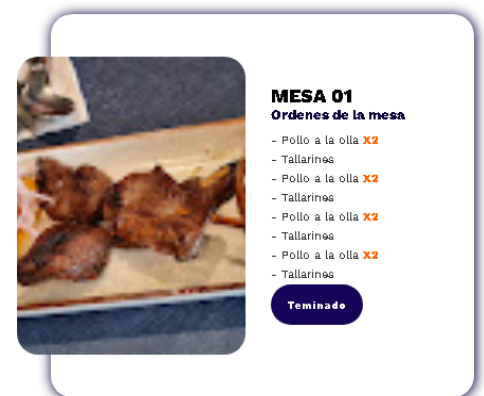 MESA 01
Ordenes de la mesa
- Pollo a la olla X2
- Tallarines
- Pollo a la olla X2
- Tallarines
- Pollo a la olla X2
- Tallarines
- Pollo a la olla X2
- Tallarines
Teminado